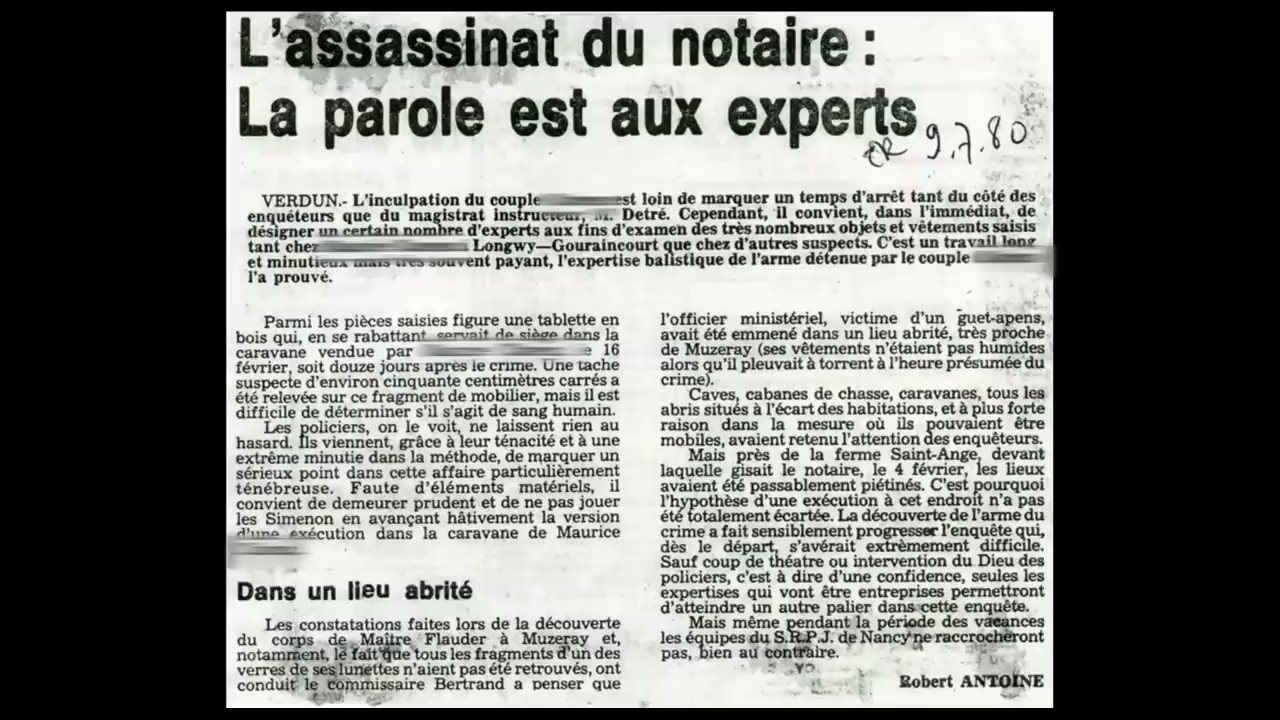 L'assassinat du notaire :
La parole est aux experts
ER 9.7.80
VERDUN.- L'inculpation du couple est loin de marquer un temps d'arrêt tant du côté des
enquéteurs que du magistrat instructeur, M. Detré. Cependant, il convient, dans l'immédiat, de
désigner un certain nombre d'experts aux fins d'examen des très nombreux objets et vêtements saisis
tant chez Longwy—Gouraincourt que chez d'autres suspects. C'est un travail long
et minutieux mais très souvent payant, l'expertise balistique de l'arme détenue par le couple
l'a prouvé.
Parmi les pièces saisies figure une tablette en
bois qui, en se rabattant servait de siège dans la
caravane vendue par 16
février, soit douze jours après le crime. Une tache
suspecte d'environ cinquante centimètres carrés a
été relevée sur ce fragment de mobilier, mais il est
difficile de déterminer s'il s'agit de sang humain.
Les policiers, on le voit, ne laissent rien au
hasard. Ils viennent, grâce à leur ténacité et à une
extrême minutie dans la méthode, de marquer un
sérieux point dans cette affaire particulièrement
ténébreuse. Faute d'éléments matériels, il
convient de demeurer prudent et de ne pas jouer
les Simenon en avançant hâtivement la version
d'une exécution dans la caravane de Maurice
Dans un lieu abrité
Les constatations faites lors de la découverte
du corps de Maître Flauder à Muzeray et,
notamment, le fait que tous les fragments d'un des
verres de ses lunettes n'aient pas été retrouvés, ont
conduit le commissaire Bertrand a penser que
l'officier ministériel, victime d'un guet-apens,
avait été emmené dans un lieu abrité, très proche
de Muzeray (ses vêtements n'étaient pas humides
alors qu'il pleuvait à torrent à l'heure présumée du
crime).
Caves, cabanes de chasse, caravanes, tous les
abris situés à l'écart des habitations, et à plus forte
raison dans la mesure où ils pouvaient être
mobiles, avaient retenu l'attention des enquêteurs.
Mais près de la ferme Saint-Ange, devant
laquelle gisait le notaire, le 4 février, les lieux
avaient été passablement piétinés. C'est pourquoi
l'hypothèse d'une exécution à cet endroit n'a pas
été totalement écartée. La découverte de l'arme du
crime a fait sensiblement progresser l'enquête qui,
dès le départ, s'avérait extrèmement difficile.
Sauf coup de théatre ou intervention du Dieu des
policiers, c'est à dire d'une confidence, seules les
expertises qui vont être entreprises permettront
d'atteindre un autre palier dans cette enquête.
Mais même pendant la période des vacances
les équipes du S.R.P.J. de Nancy ne raccrocheront
pas, bien au contraire.
Robert ANTOINE